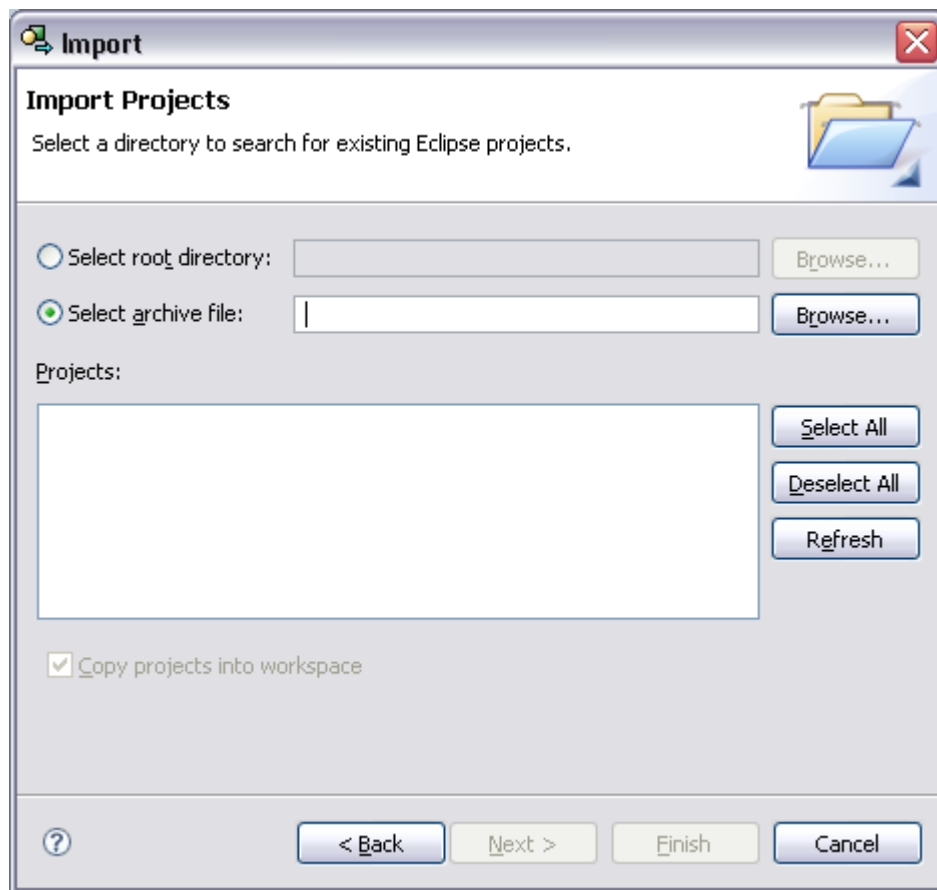 Import
Import Projects
Select a directory to search for existing Eclipse projects.
Select root directory: Browse...
Select archive file: Browse...
Projects:
Select All
Deselect All
Refresh
Copy projects into workspace
? < Back Next > Finish Cancel